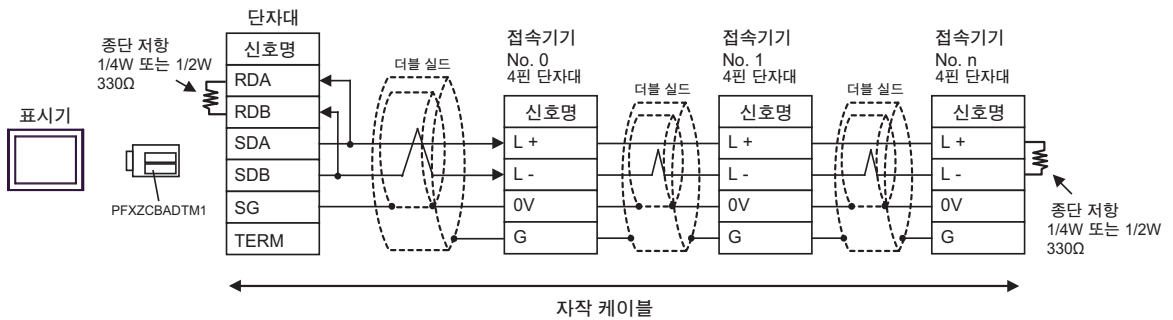 표시기
PFXZCBADTM1
종단 저항
1/4W 또는 1/2W
330Ω
단자대
신호명
RDA
RDB
SDA
SDB
SG
TERM
더블 실드
접속기기
No. 0
4핀 단자대
신호명
L +
L -
0V
G
더블 실드
접속기기
No. 1
4핀 단자대
신호명
L +
L -
0V
G
더블 실드
접속기기
No. n
4핀 단자대
신호명
L +
L -
0V
G
종단 저항
1/4W 또는 1/2W
330Ω
자작 케이블